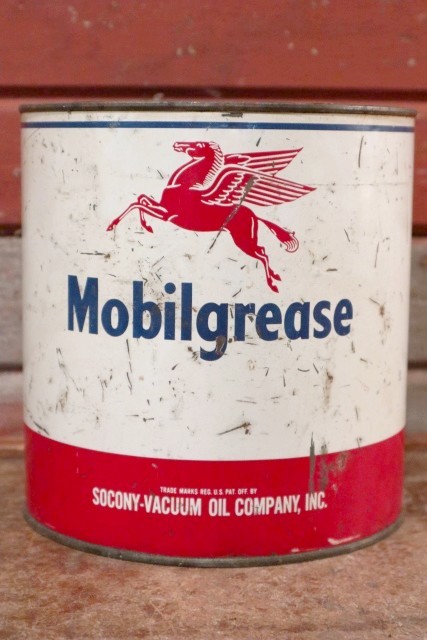 Mobilgrease
TRADE MARKS REG. U.S. PAT. OFF. BY
SOCONY-VACUUM OIL COMPANY, INC.